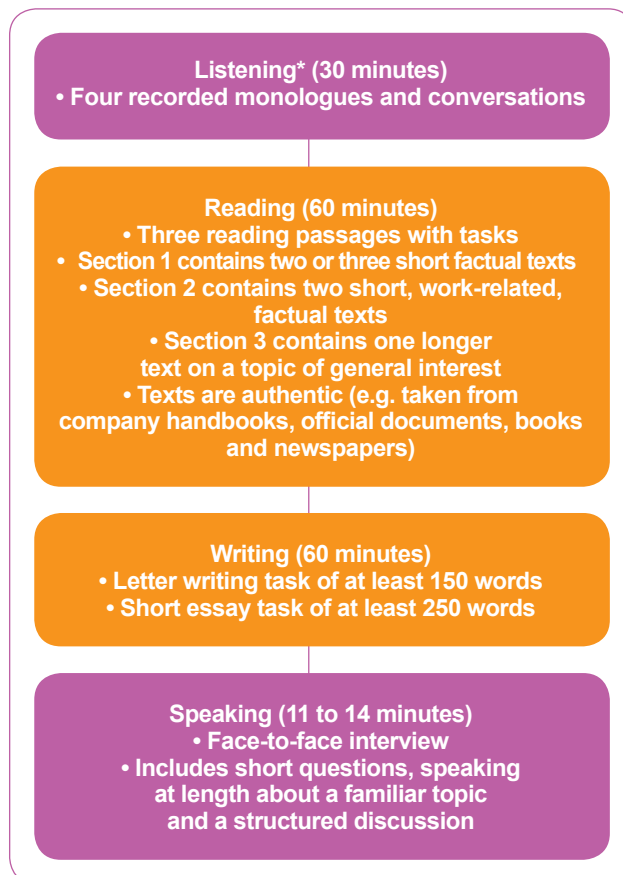 Listening* (30 minutes)
• Four recorded monologues and conversations
Reading (60 minutes)
• Three reading passages with tasks
• Section 1 contains two or three short factual texts
• Section 2 contains two short, work-related,
factual texts
• Section 3 contains one longer
text on a topic of general interest
• Texts are authentic (e.g. taken from
company handbooks, official documents, books
and newspapers)
Writing (60 minutes)
• Letter writing task of at least 150 words
• Short essay task of at least 250 words
Speaking (11 to 14 minutes)
• Face-to-face interview
• Includes short questions, speaking
at length about a familiar topic
and a structured discussion